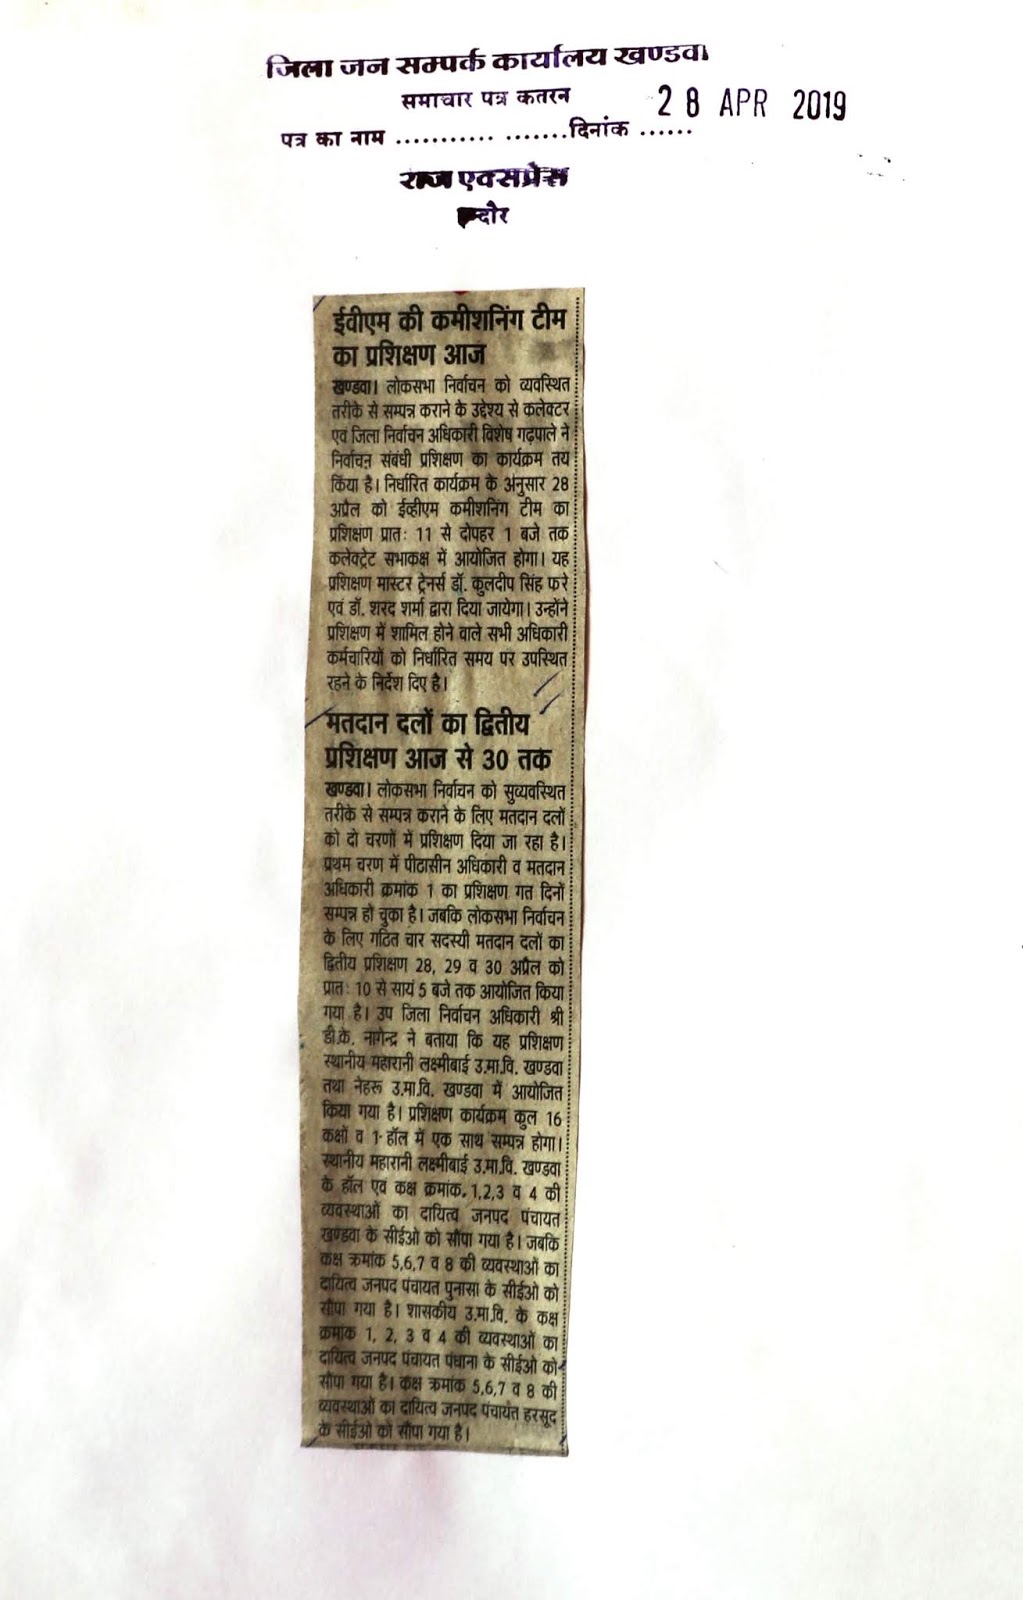 जिला जन सम्पर्क कार्यालय खण्डवा
समाचार पत्र कतरन
28 APR 2019
पत्र का नाम ........... .......दिनांक ......
राज एक्सप्रेस
न्दौर
ईवीएम की कमीशनिंग टीम
का प्रशिक्षण आज
खण्डवा। लोकसभा निर्वाचन को व्यवस्थित
तरीके से सम्पन्न कराने के उद्देश्य से कलेक्टर
एवं जिला निर्वाचन अधिकारी विशेष गढ़पाले ने
निर्वाचन संबंधी प्रशिक्षण का कार्यक्रम तय
किया है। निर्धारित कार्यक्रम के अनुसार 28
अप्रैल को ईव्हीएम कमीशनिंग टीम का
प्रशिक्षण प्रातः 11 से दोपहर 1 बजे तक
कलेक्ट्रेट सभाकक्ष में आयोजित होगा। यह
प्रशिक्षण मास्टर ट्रेनर्स डॉ. कुलदीप सिंह फरे
एवं डॉ. शरद शर्मा द्वारा दिया जायेगा। उन्होंने
प्रशिक्षण में शामिल होने वाले सभी अधिकारी
कर्मचारियों को निर्धारित समय पर उपस्थित
रहने के निर्देश दिए है।
मतदान दलों का द्वितीय
प्रशिक्षण आज से 30 तक
खण्डवा। लोकसभा निर्वाचन को सुव्यवस्थित
तरीके से सम्पन्न कराने के लिए मतदान दलों
को दो चरणों में प्रशिक्षण दिया जा रहा है।
प्रथम चरण में पीठासीन अधिकारी व मतदान
अधिकारी क्रमांक 1 का प्रशिक्षण गत दिनों
सम्पन्न हो चुका है। जबकि लोकसभा निर्वाचन
के लिए गठित चार सदस्यी मतदान दलों का
द्वितीय प्रशिक्षण 28, 29 व 30 अप्रैल को
प्रातः 10 से सायं 5 बजे तक आयोजित किया
गया है। उप जिला निर्वाचन अधिकारी श्री
डी.के. नागेन्द्र ने बताया कि यह प्रशिक्षण
स्थानीय महारानी लक्ष्मीबाई उ.मा.वि. खण्डवा
तथा नेहरू उ.मा.वि. खण्डवा में आयोजित
किया गया है। प्रशिक्षण कार्यक्रम कुल 16
कक्षों व 1 हॉल में एक साथ सम्पन्न होगा।
स्थानीय महारानी लक्ष्मीबाई उ.मा.वि. खण्डवा
के हॉल एवं कक्ष क्रमांक 1,2,3 व 4 की
व्यवस्थाओं का दायित्व जनपद पंचायत
खण्डवा के सीईओ को सौंपा गया है। जबकि
कक्ष क्रमांक 5,6,7 व 8 की व्यवस्थाओं का
दायित्व जनपद पंचायत पुनासा के सीईओ को
सौंपा गया है। शासकीय उ.मा.वि. के कक्ष
क्रमांक 1, 2, 3 व 4 की व्यवस्थाओं का
दायित्व जनपद पंचायत पंधाना के सीईओ को
सौंपा गया है। कक्ष क्रमांक 5,6,7 व 8 की
व्यवस्थाओं का दायित्व जनपद पंचायत हरसूद
के सीईओ को सौंपा गया है।